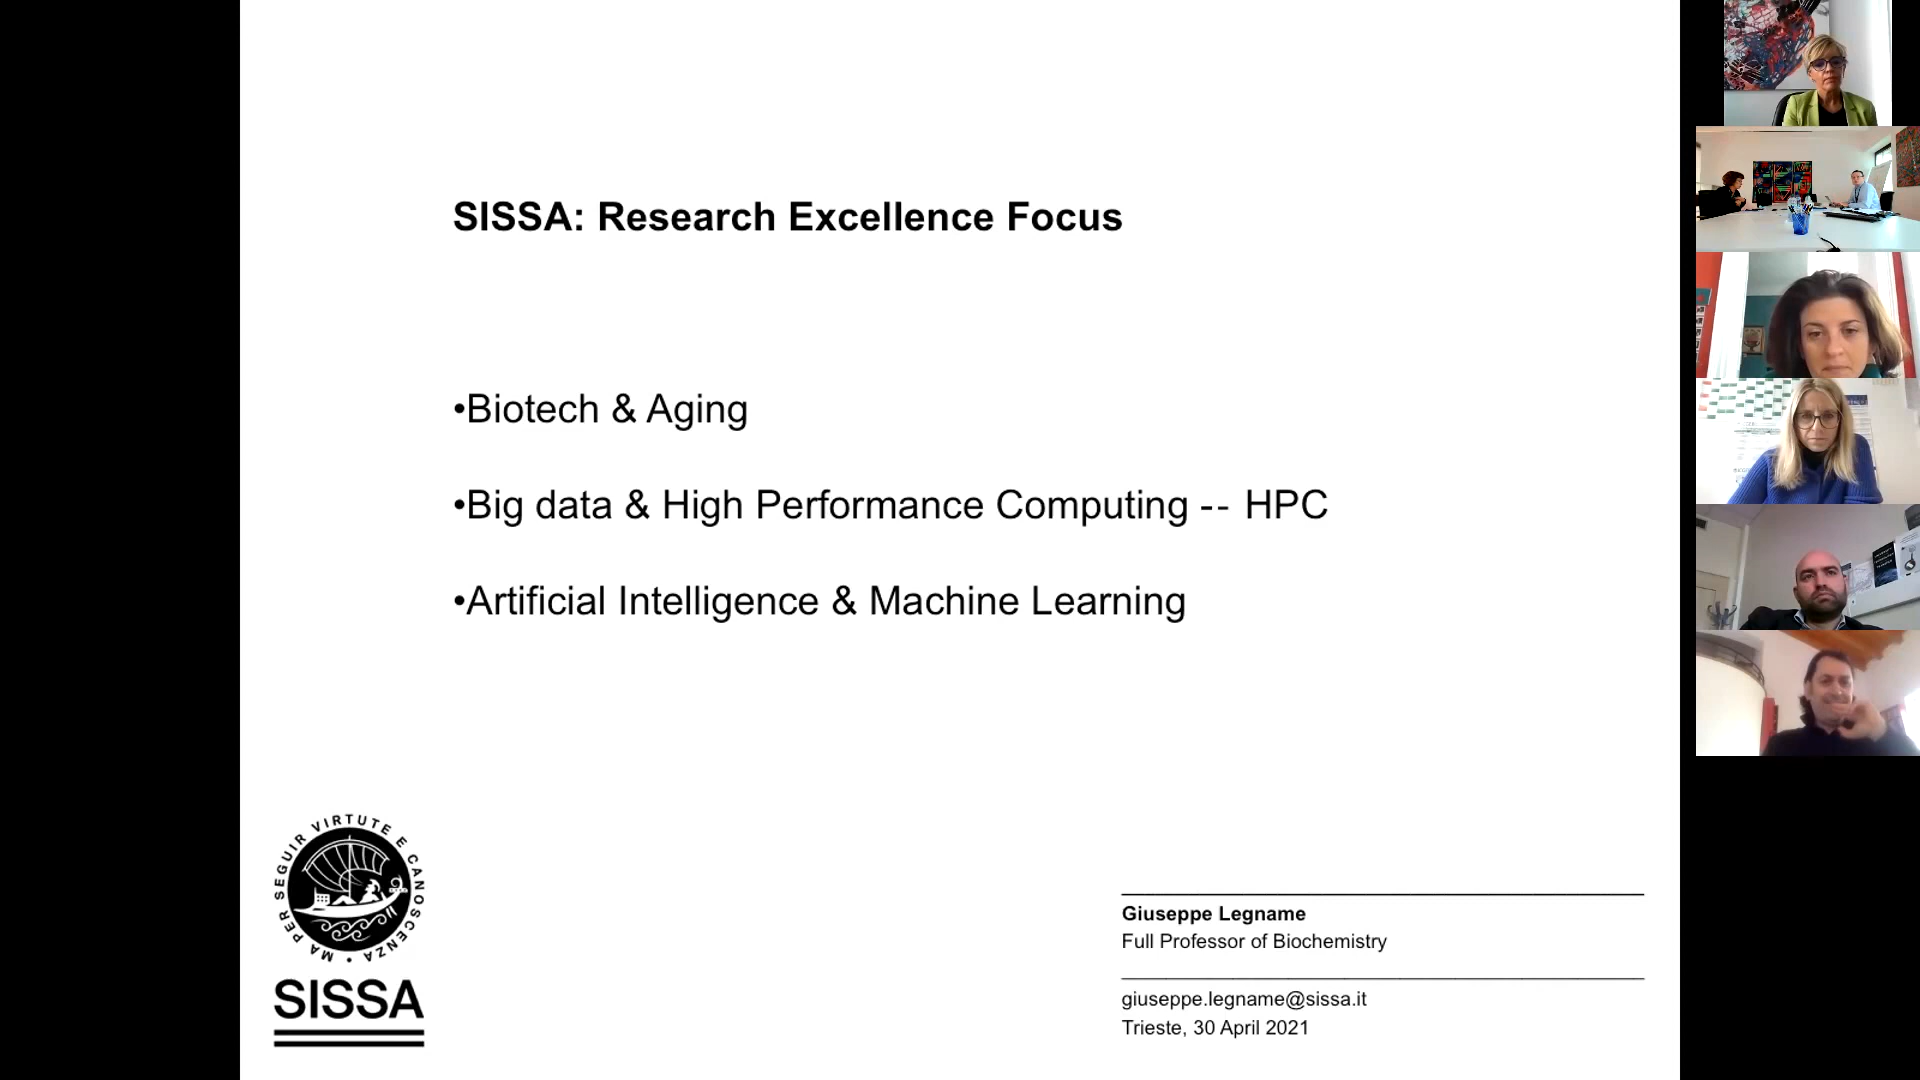 SISSA: Research Excellence Focus
•Biotech & Aging
•Big data & High Performance Computing -- HPC
•Artificial Intelligence & Machine Learning
MA PER SEGUIR VIRTUTE E CANOSCENZA •
SISSA
Giuseppe Legname
Full Professor of Biochemistry
giuseppe.legname@sissa.it
Trieste, 30 April 2021